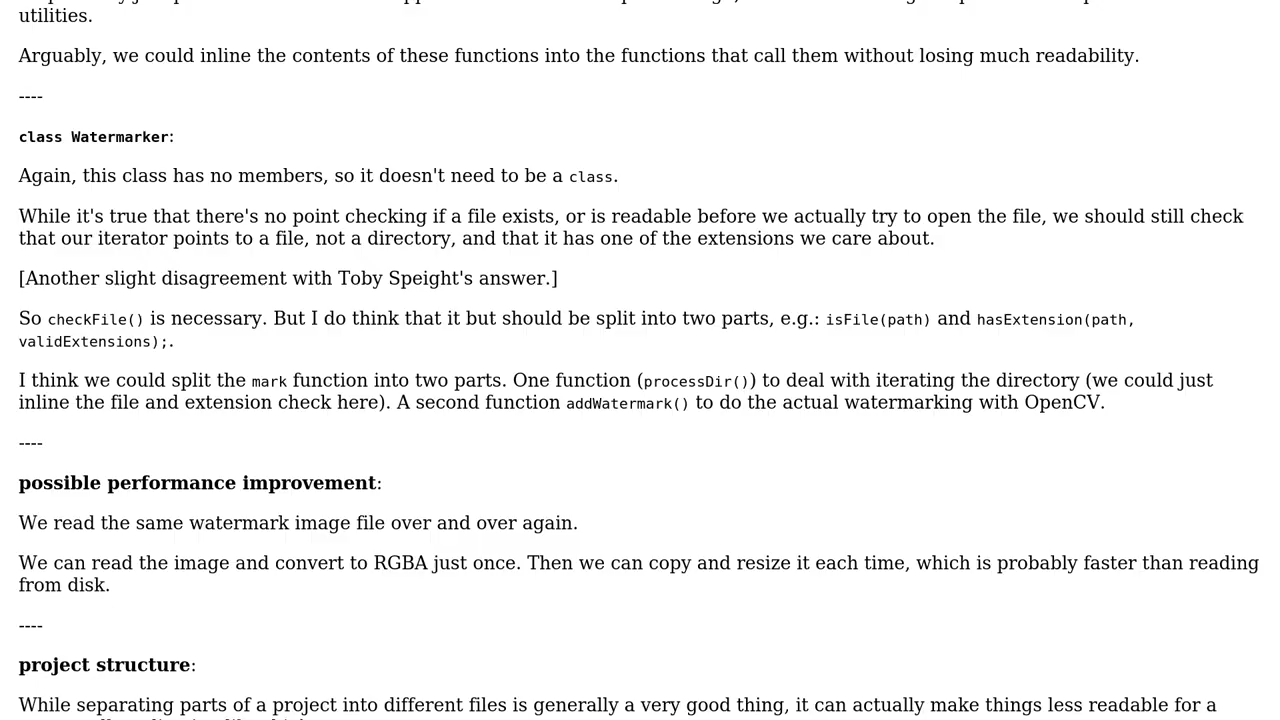 utilities.
Arguably, we could inline the contents of these functions into the functions that call them without losing much readability.
----
class Watermarker:
Again, this class has no members, so it doesn't need to be a class.
While it's true that there's no point checking if a file exists, or is readable before we actually try to open the file, we should still check
that our iterator points to a file, not a directory, and that it has one of the extensions we care about.
[Another slight disagreement with Toby Speight's answer.]
So checkFile() is necessary. But I do think that it but should be split into two parts, e.g.: isFile(path) and hasExtension(path,
validExtensions);.
I think we could split the mark function into two parts. One function (processDir()) to deal with iterating the directory (we could just
inline the file and extension check here). A second function addWatermark() to do the actual watermarking with OpenCV.
----
possible performance improvement:
We read the same watermark image file over and over again.
We can read the image and convert to RGBA just once. Then we can copy and resize it each time, which is probably faster than reading
from disk.
----
project structure:
While separating parts of a project into different files is generally a very good thing, it can actually make things less readable for a